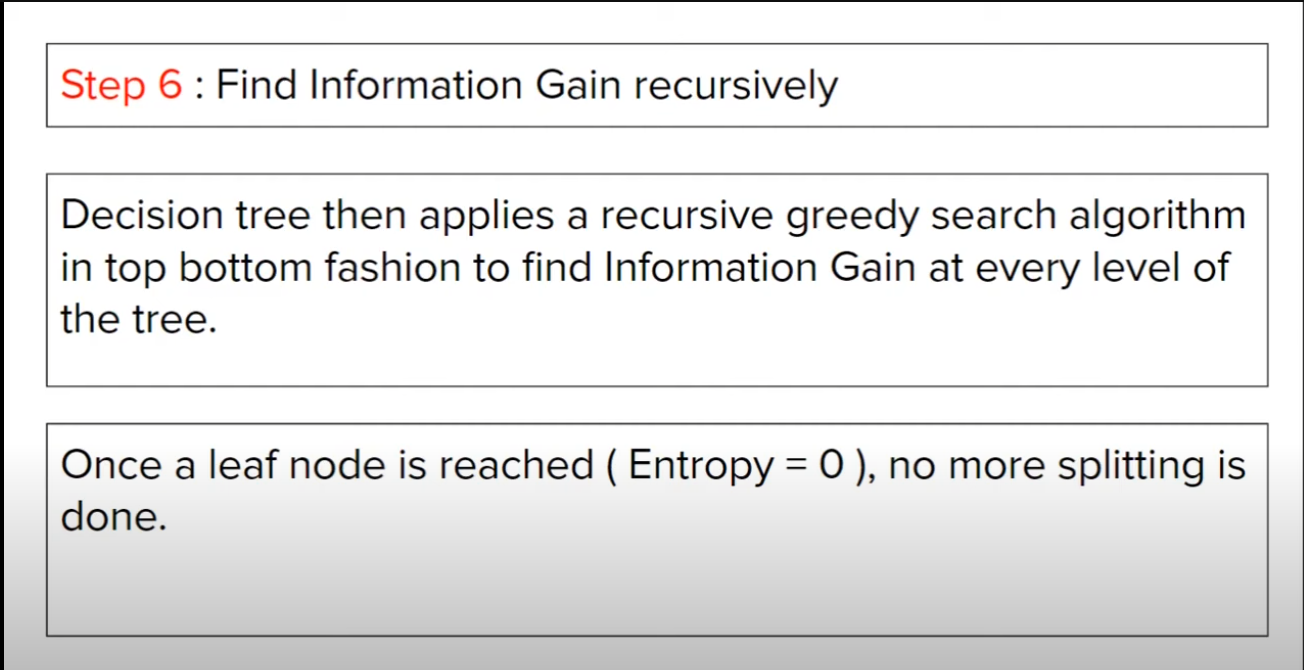 Step 6 : Find Information Gain recursively
Decision tree then applies a recursive greedy search algorithm
in top bottom fashion to find Information Gain at every level of
the tree.
Once a leaf node is reached ( Entropy = 0 ), no more splitting is
done.